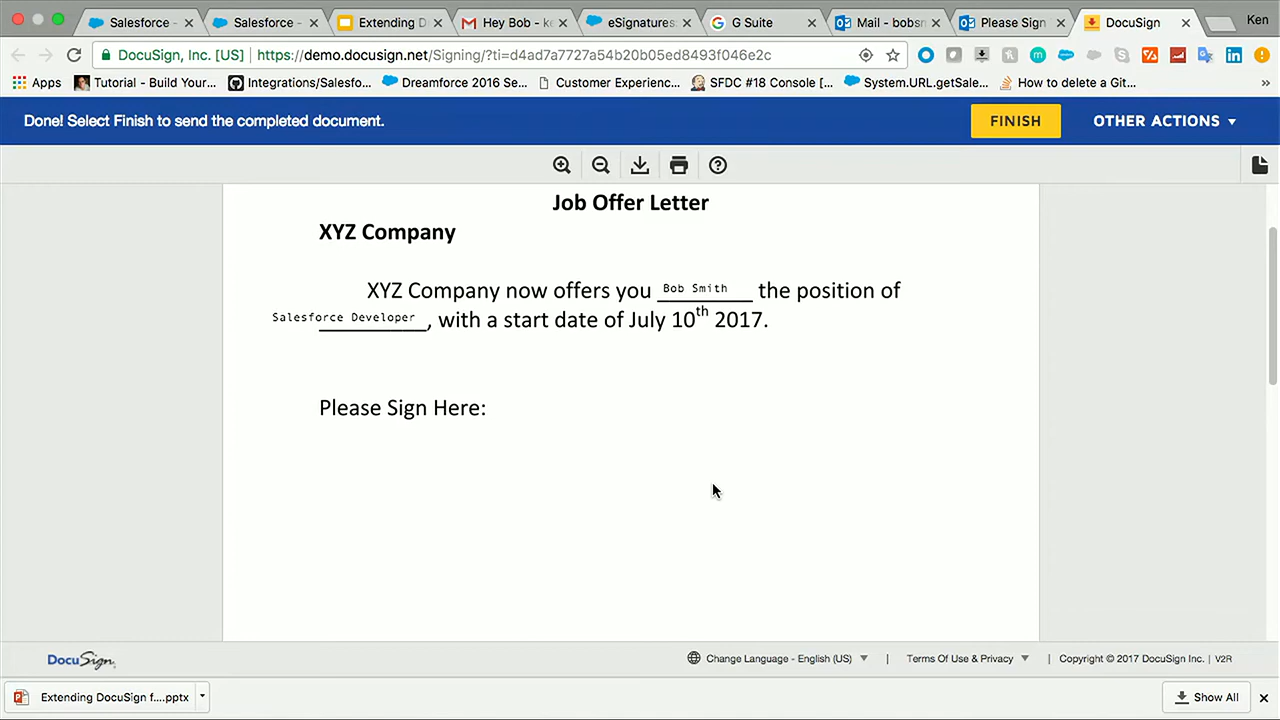 Salesforce -
Salesforce -
Extending D
Hey Bob - ke
eSignatures
G Suite
Mail - bobs
Please Sig
DocuSign
Ken
DocuSign, Inc. [US] https://demo.docusign.net/Signing/?ti=d4ad7a7727a54b20b05ed8493f046e2c
Apps
Tutorial - Build Your...
Integrations/Salesfo...
Dreamforce 2016 Se...
Customer Experienc...
SFDC #18 Console [...
System.URL.getSale...
How to delete a Git...
»
Done! Select Finish to send the completed document.
FINISH
OTHER ACTIONS
Job Offer Letter
XYZ Company
XYZ Company now offers you Bob Smith the position of
Salesforce Developer, with a start date of July 10th 2017.
Please Sign Here:
DocuSign
Change Language - English (US) | Terms Of Use & Privacy | Copyright © 2017 DocuSign Inc. | V2R
Extending DocuSign f....pptx
Show All